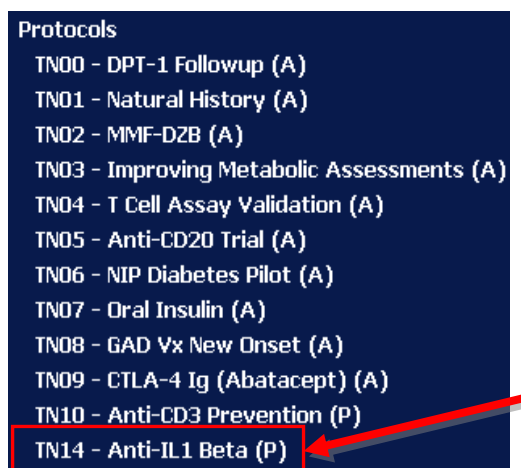 Protocols
TN00 - DPT-1 Followup (A)
TN01 - Natural History (A)
TN02 - MMF-DZB (A)
TN03 - Improving Metabolic Assessments (A)
TN04 - T Cell Assay Validation (A)
TN05 - Anti-CD20 Trial (A)
TN06 - NIP Diabetes Pilot (A)
TN07 - Oral Insulin (A)
TN08 - GAD Vx New Onset (A)
TN09 - CTLA-4 Ig (Abatacept) (A)
TN10 - Anti-CD3 Prevention (P)
TN14 - Anti-IL1 Beta (P)